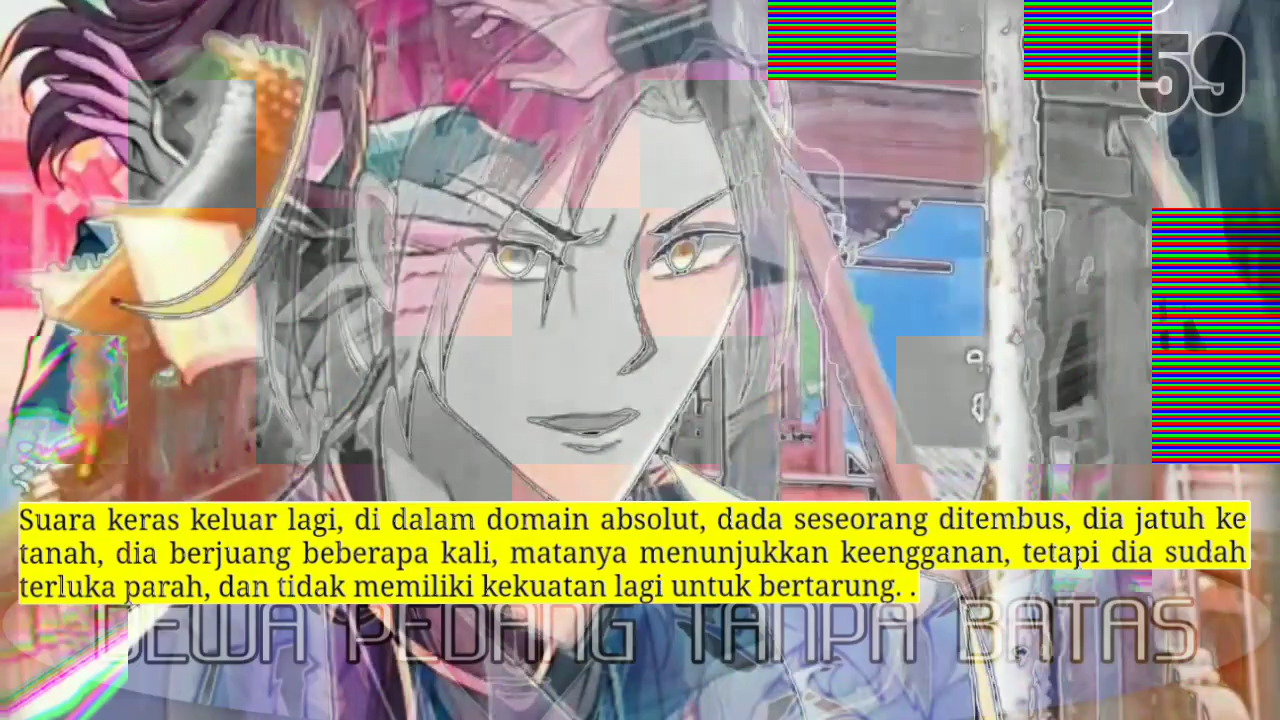 59
Suara keras keluar lagi, di dalam domain absolut, dada seseorang ditembus, dia jatuh ke
tanah, dia berjuang beberapa kali, matanya menunjukkan keengganan, tetapi dia sudah
terluka parah, dan tidak memiliki kekuatan lagi untuk bertarung. .
DEWA PEDANG TANPA BATAS